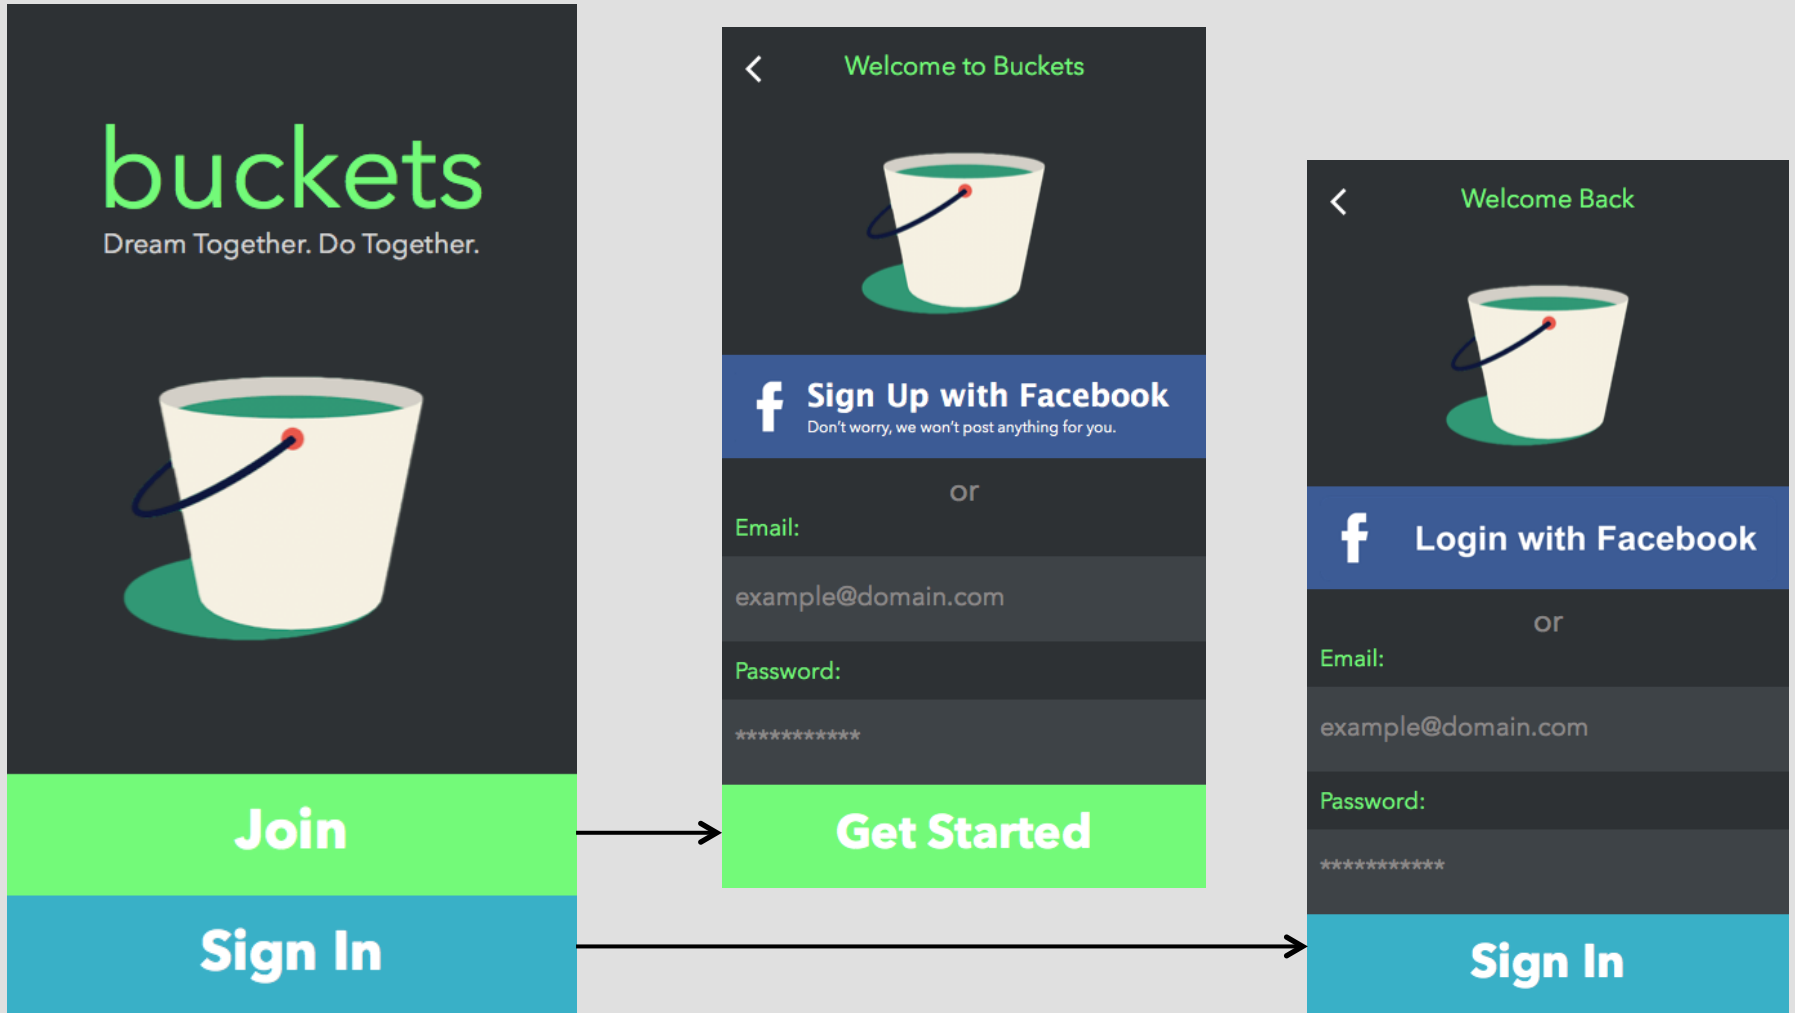 buckets
Dream Together. Do Together.
Join
Sign In
Welcome to Buckets
Sign Up with Facebook
Don't worry, we won't post anything for you.
or
Email:
example@domain.com
Password:
***********
Get Started
Welcome Back
Login with Facebook
or
Email:
example@domain.com
Password:
***********
Sign In